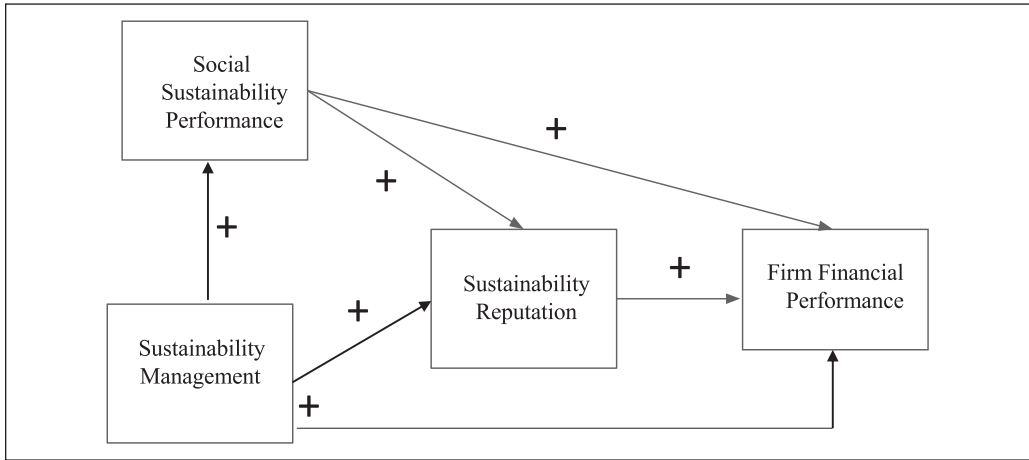 Social
Sustainability
Performance
+
+
+
Sustainability
Reputation
+
Firm Financial
Performance
+
Sustainability
Management
+